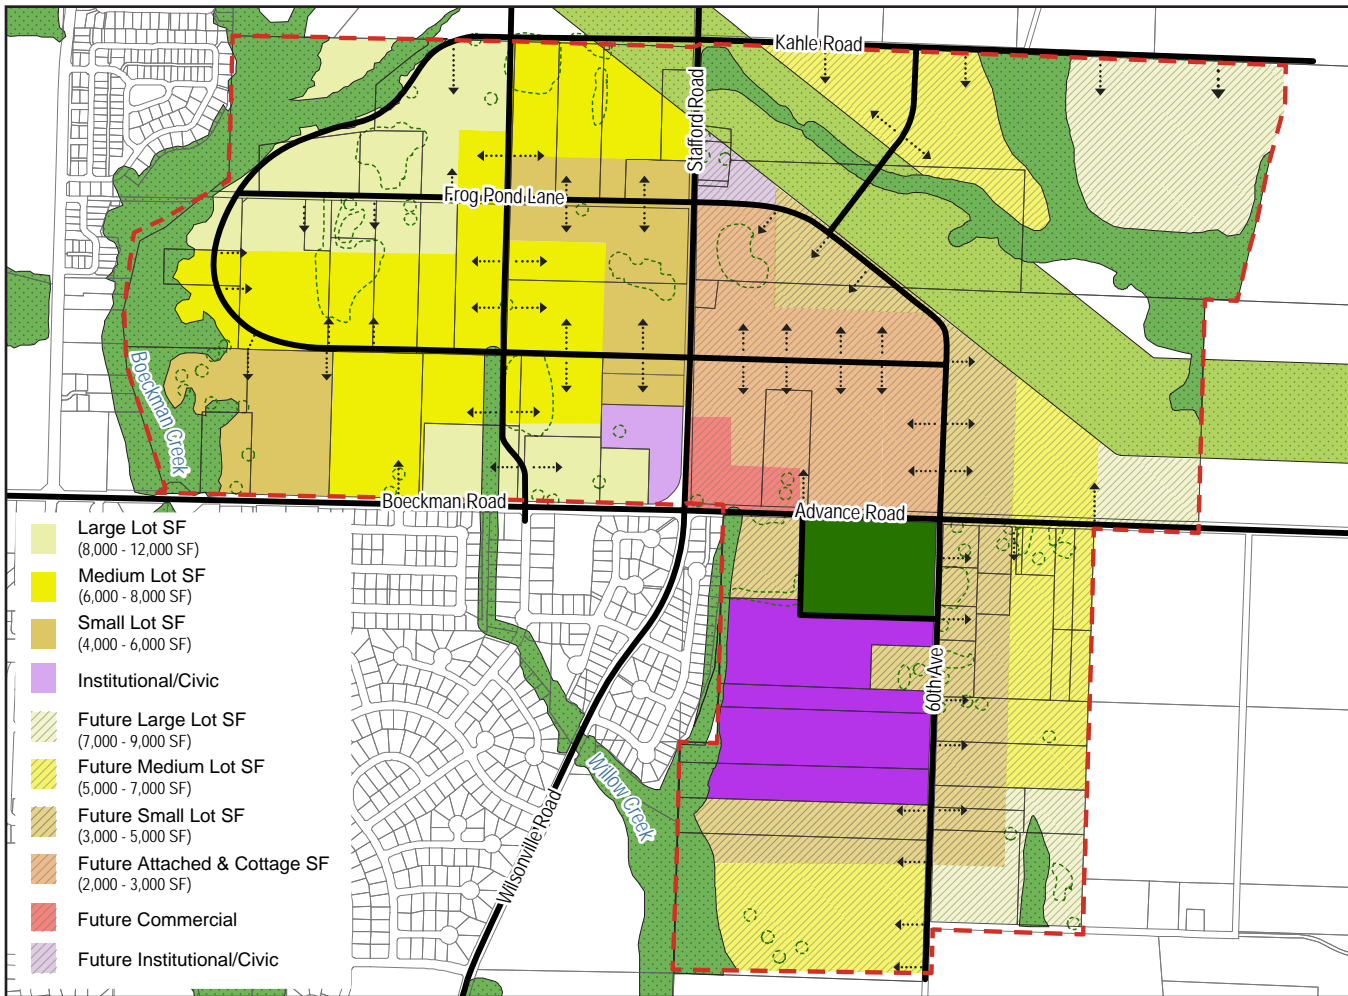 Kahle Road
Stafford Road
Frog Pond Lane
Boeckman Creek
Boeckman Road
Advance Road
60th Ave
Willow Creek
Wilsonville Road
Large Lot SF
(8,000 - 12,000 SF)
Medium Lot SF
(6,000 - 8,000 SF)
Small Lot SF
(4,000 - 6,000 SF)
Institutional/Civic
Future Large Lot SF
(7,000 - 9,000 SF)
Future Medium Lot SF
(5,000 - 7,000 SF)
Future Small Lot SF
(3,000 - 5,000 SF)
Future Attached & Cottage SF
(2,000 - 3,000 SF)
Future Commercial
Future Institutional/Civic